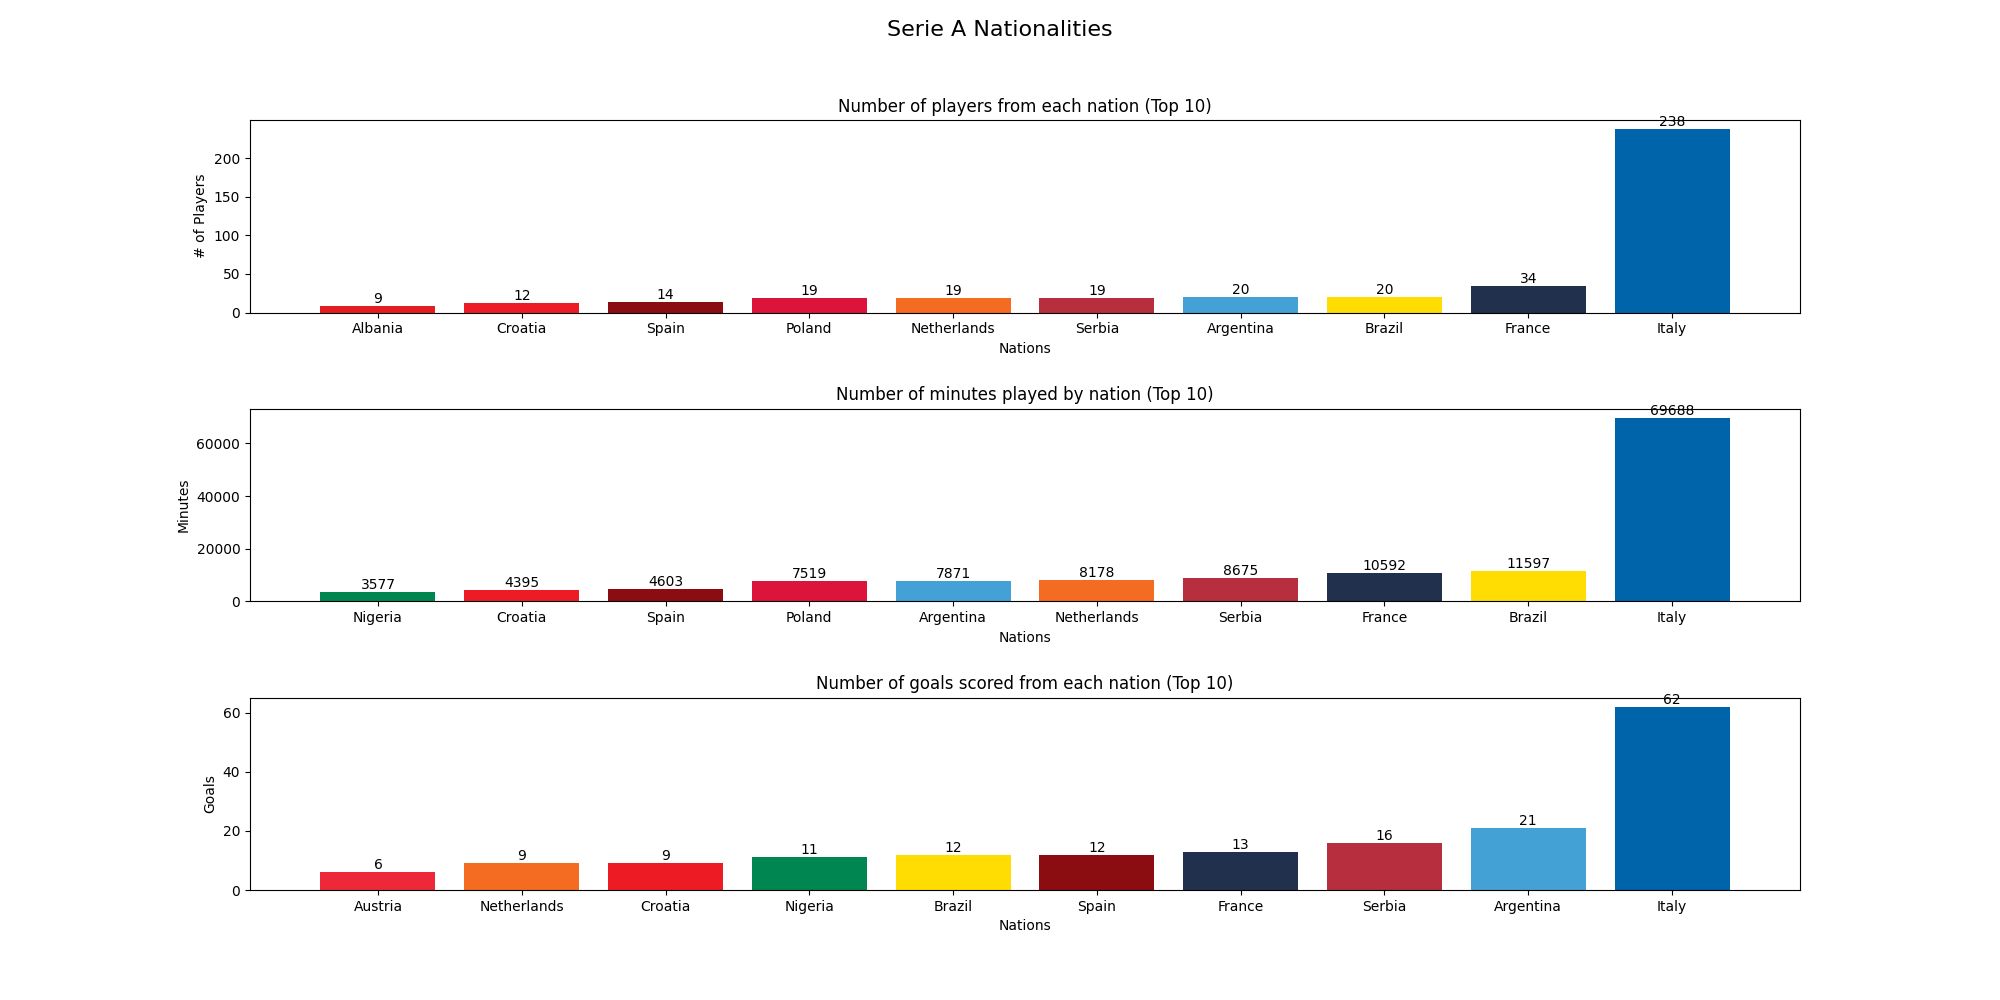 Serie A Nationalities
Number of players from each nation (Top 10)
# of Players
200
150
100
50
0
9
12
14
19
19
19
20
20
34
238
Albania
Croatia
Spain
Poland
Netherlands
Serbia
Argentina
Brazil
France
Italy
Nations
Number of minutes played by nation (Top 10)
Minutes
60000
40000
20000
0
3577
4395
4603
7519
7871
8178
8675
10592
11597
69688
Nigeria
Croatia
Spain
Poland
Argentina
Netherlands
Serbia
France
Brazil
Italy
Nations
Number of goals scored from each nation (Top 10)
Goals
60
40
20
0
6
9
9
11
12
12
13
16
21
62
Austria
Netherlands
Croatia
Nigeria
Brazil
Spain
France
Serbia
Argentina
Italy
Nations